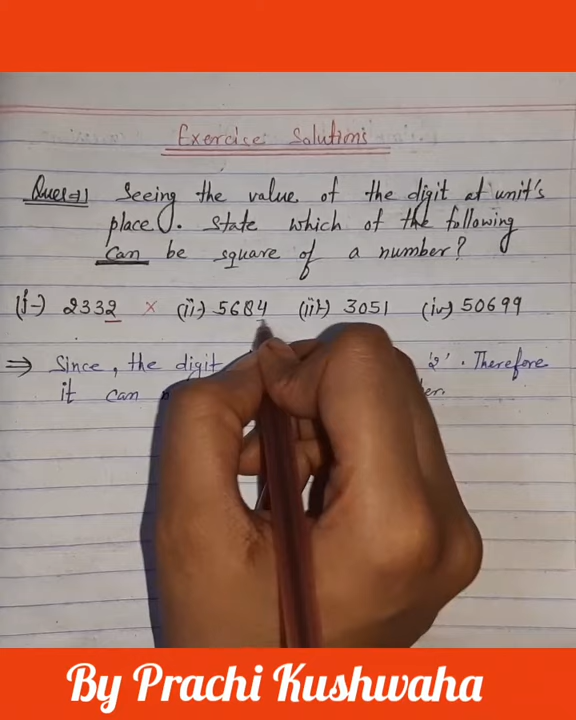 Exercise Solutions
Ques→1 Seeing the value of the digit at unit's
place. State which of the following
can be square of a number?
(i-) 2332 × (ii-) 5684 (iii-) 3051 (iv-) 50699
⇒ Since, the digit '2'. Therefore
it can
By Prachi Kushwaha